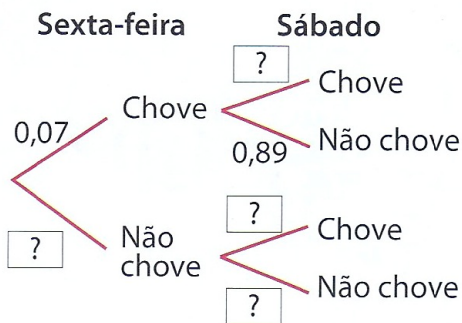 Sexta-feira Sábado
?
Chove
Chove
0,07
Não chove
0,89
?
Não
chove
?
Chove
Não chove
?